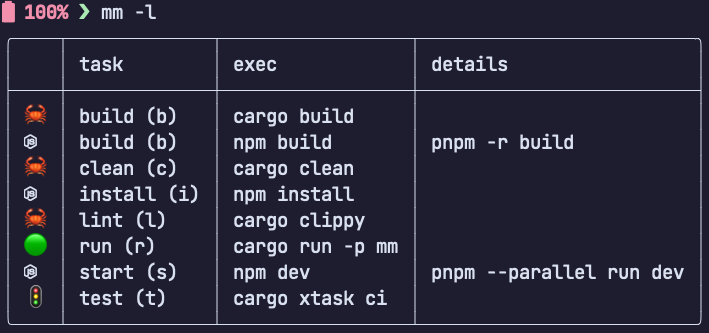 100% ❯ mm -l
task exec details
🦀 build (b) cargo build
build (b) npm build pnpm -r build
🦀 clean (c) cargo clean
install (i) npm install
🦀 lint (l) cargo clippy
🟢 run (r) cargo run -p mm
start (s) npm dev pnpm --parallel run dev
🚦 test (t) cargo xtask ci